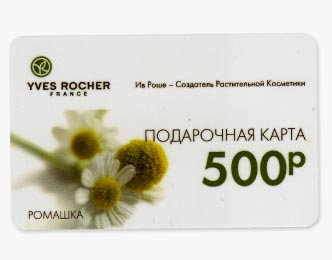 YVES ROCHER
FRANCE
Ив Роше – Создатель Растительной Косметики
ПОДАРОЧНАЯ КАРТА
500р
РОМАШКА